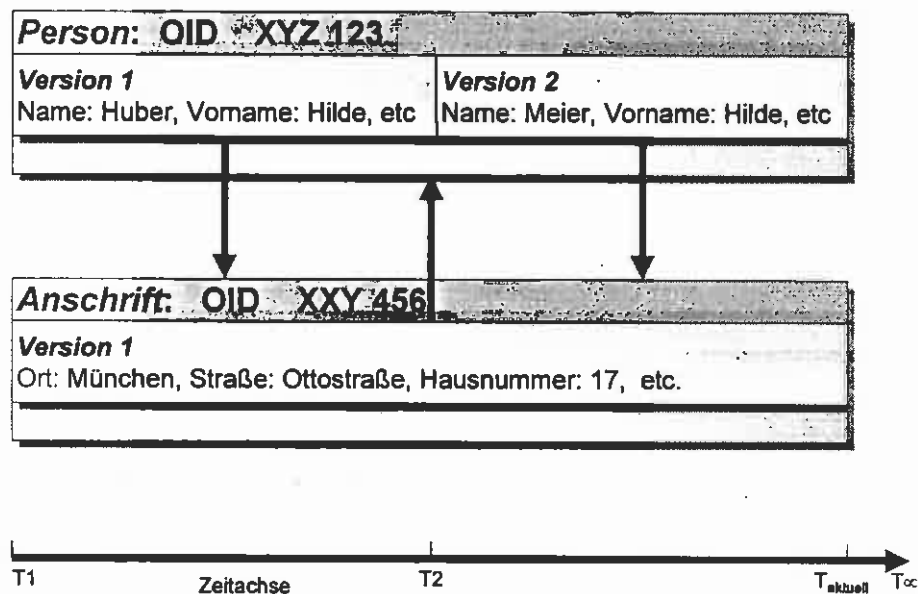 Person: OID XYZ 123
Version 1
Name: Huber, Vorname: Hilde, etc
Version 2
Name: Meier, Vorname: Hilde, etc
Anschrift: OID XXY 456
Version 1
Ort: München, Straße: Ottostraße, Hausnummer: 17, etc.
T1 Zeitachse T2 Taktuell T∝